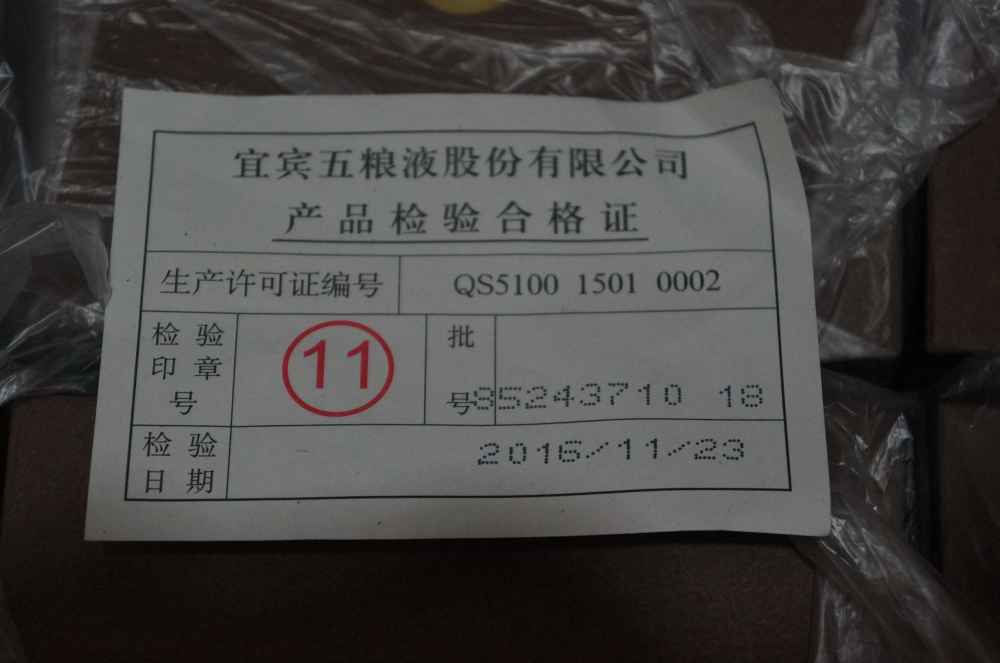 宜宾五粮液股份有限公司
产品检验合格证
生产许可证编号 QS5100 1501 0002
检验印章号 11 批号 85243710 18
检验日期 2016/11/23